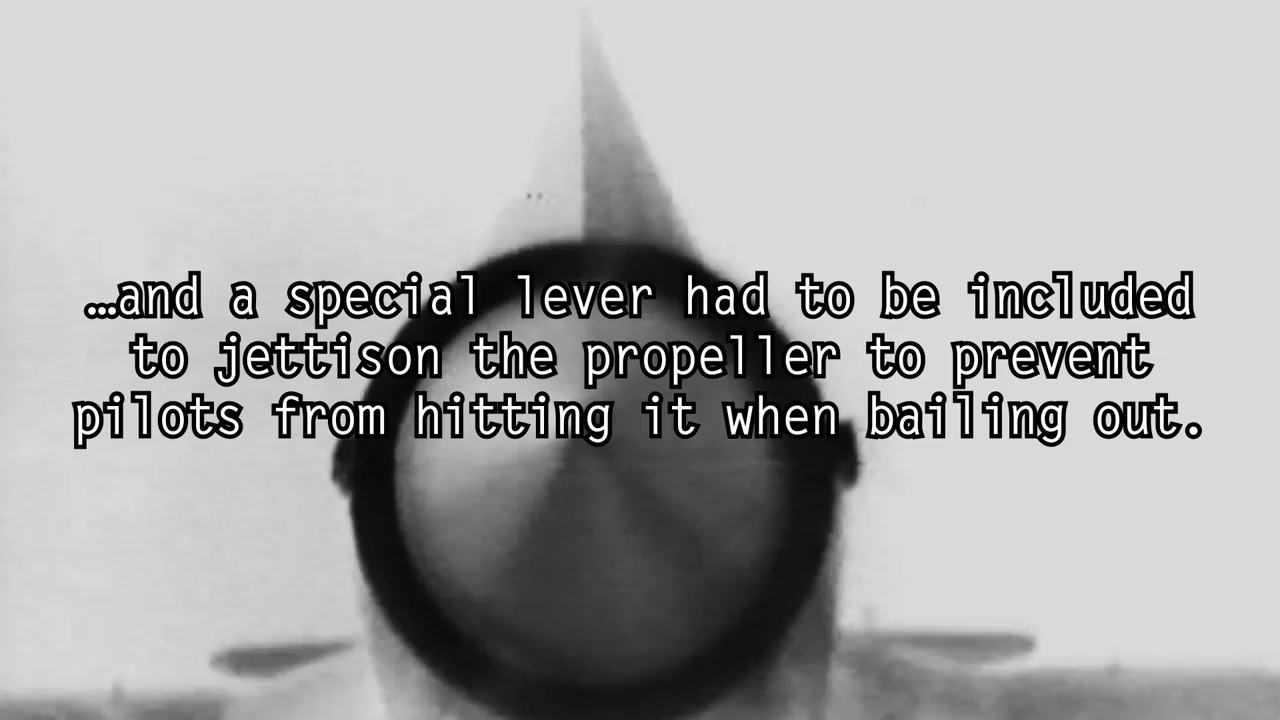 …and a special lever had to be included
to jettison the propeller to prevent
pilots from hitting it when bailing out.